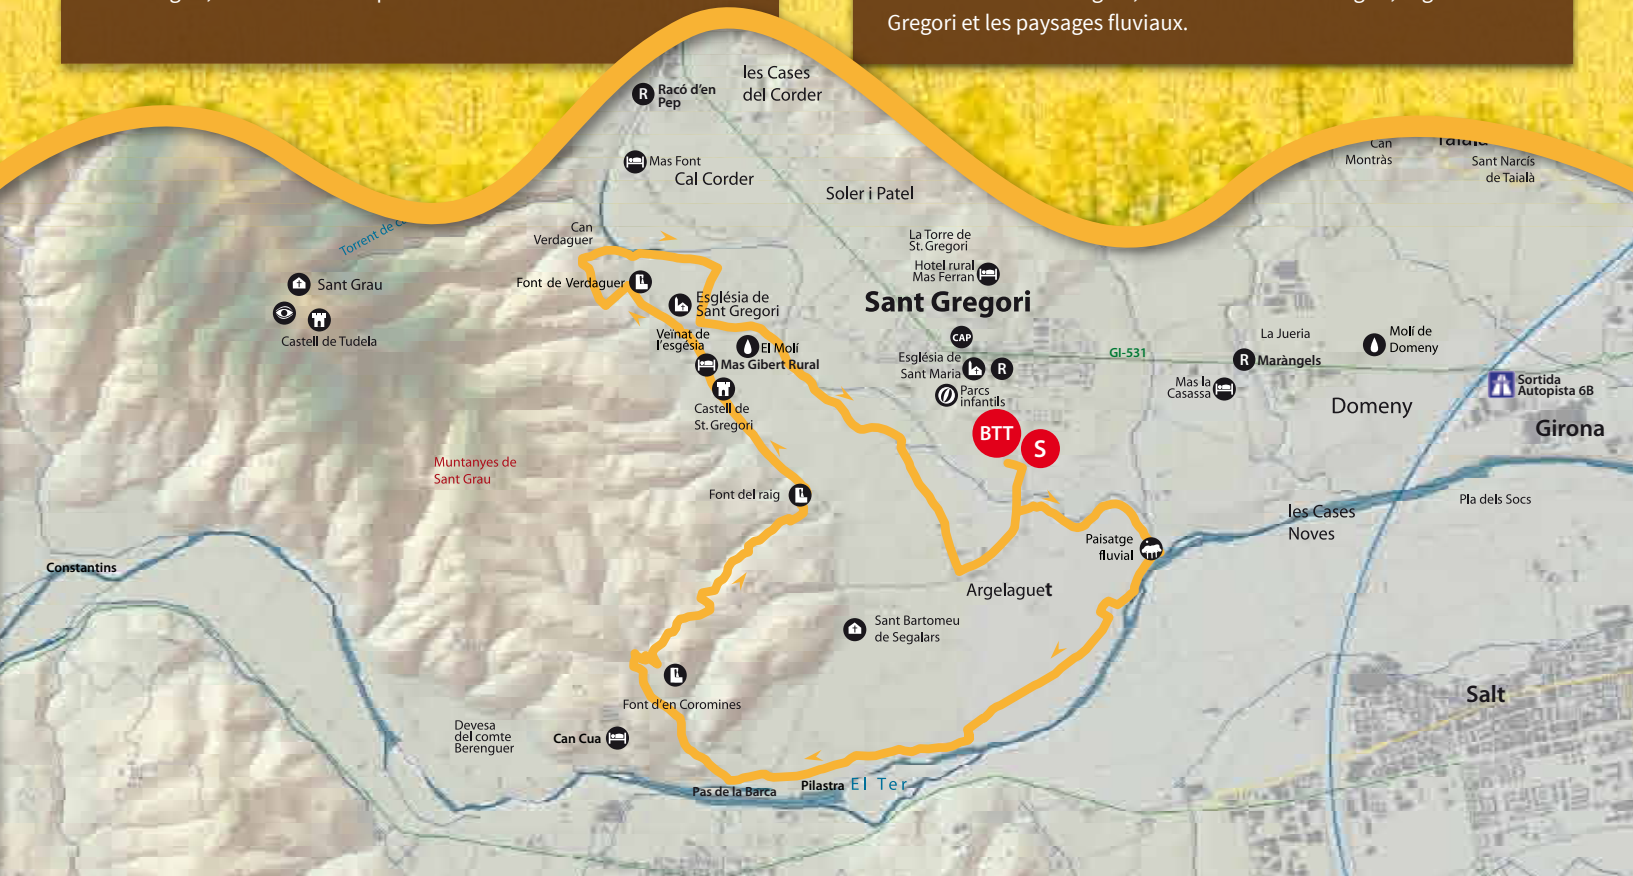 Gregori et les paysages fluviaux.
les Cases
del Corder
R
Racó d'en
Pep
Mas Font
Cal Corder
Soler i Patel
Can
Montràs
Sant Narcís
de Taialà
Torrent de
Can
Verdaguer
La Torre de
St. Gregori
Hotel rural
Mas Ferran
Sant Grau
Font de Verdaguer
Església de
Sant Gregori
Sant Gregori
Castell de Tudela
Veïnat de
l'esgésia
El Molí
Mas Gibert Rural
CAP
GI-531
La Jueria
Molí de
Domeny
Església de
Sant Maria
R
R
Maràngels
Parcs
infantils
Mas la
Casassa
Sortida
Autopista 6B
Castell de
St. Gregori
Domeny
Girona
BTT
S
Muntanyes de
Sant Grau
Font del raig
Pla dels Socs
les Cases
Noves
Paisatge
fluvial
Constantins
Argelaguet
Sant Bartomeu
de Segalars
Salt
Font d'en Coromines
Devesa
del comte
Berenguer
Can Cua
Pas de la Barca
Pilastra
El Ter